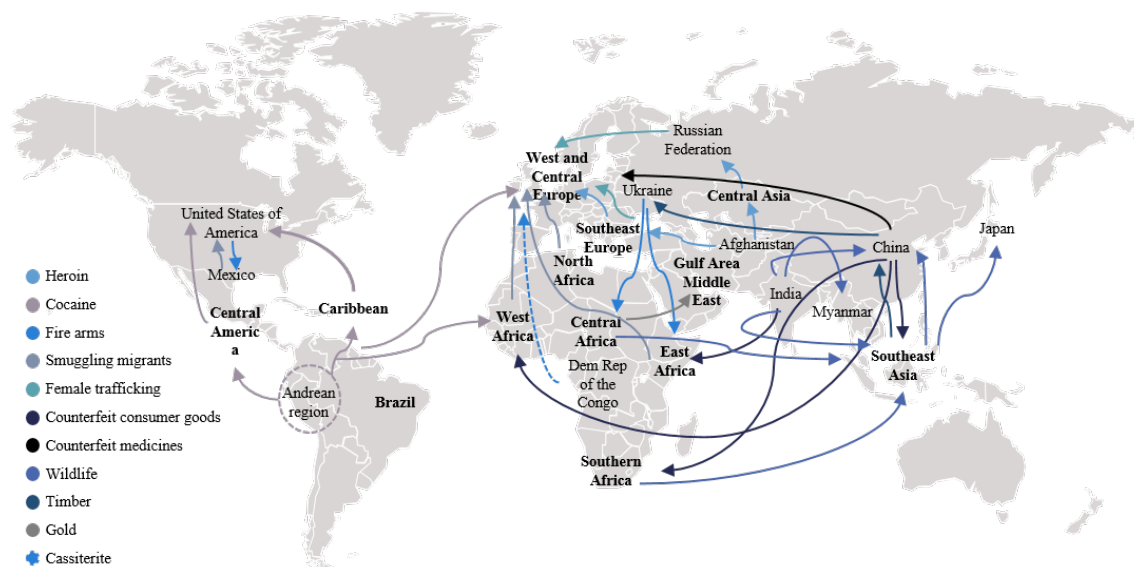 Russian
Federation
West and
Central
Europe
Ukraine
Central Asia
United States of
America
Southeast
Europe
Afghanistan
China
Japan
Mexico
North
Africa
Gulf Area
Middle
East
India
Myanmar
Caribbean
Central
Americ
a
West
Africa
Central
Africa
East
Africa
Southeast
Asia
Dem Rep
of the
Congo
Andrean
region
Brazil
Southern
Africa
Heroin
Cocaine
Fire arms
Smuggling migrants
Female trafficking
Counterfeit consumer goods
Counterfeit medicines
Wildlife
Timber
Gold
Cassiterite